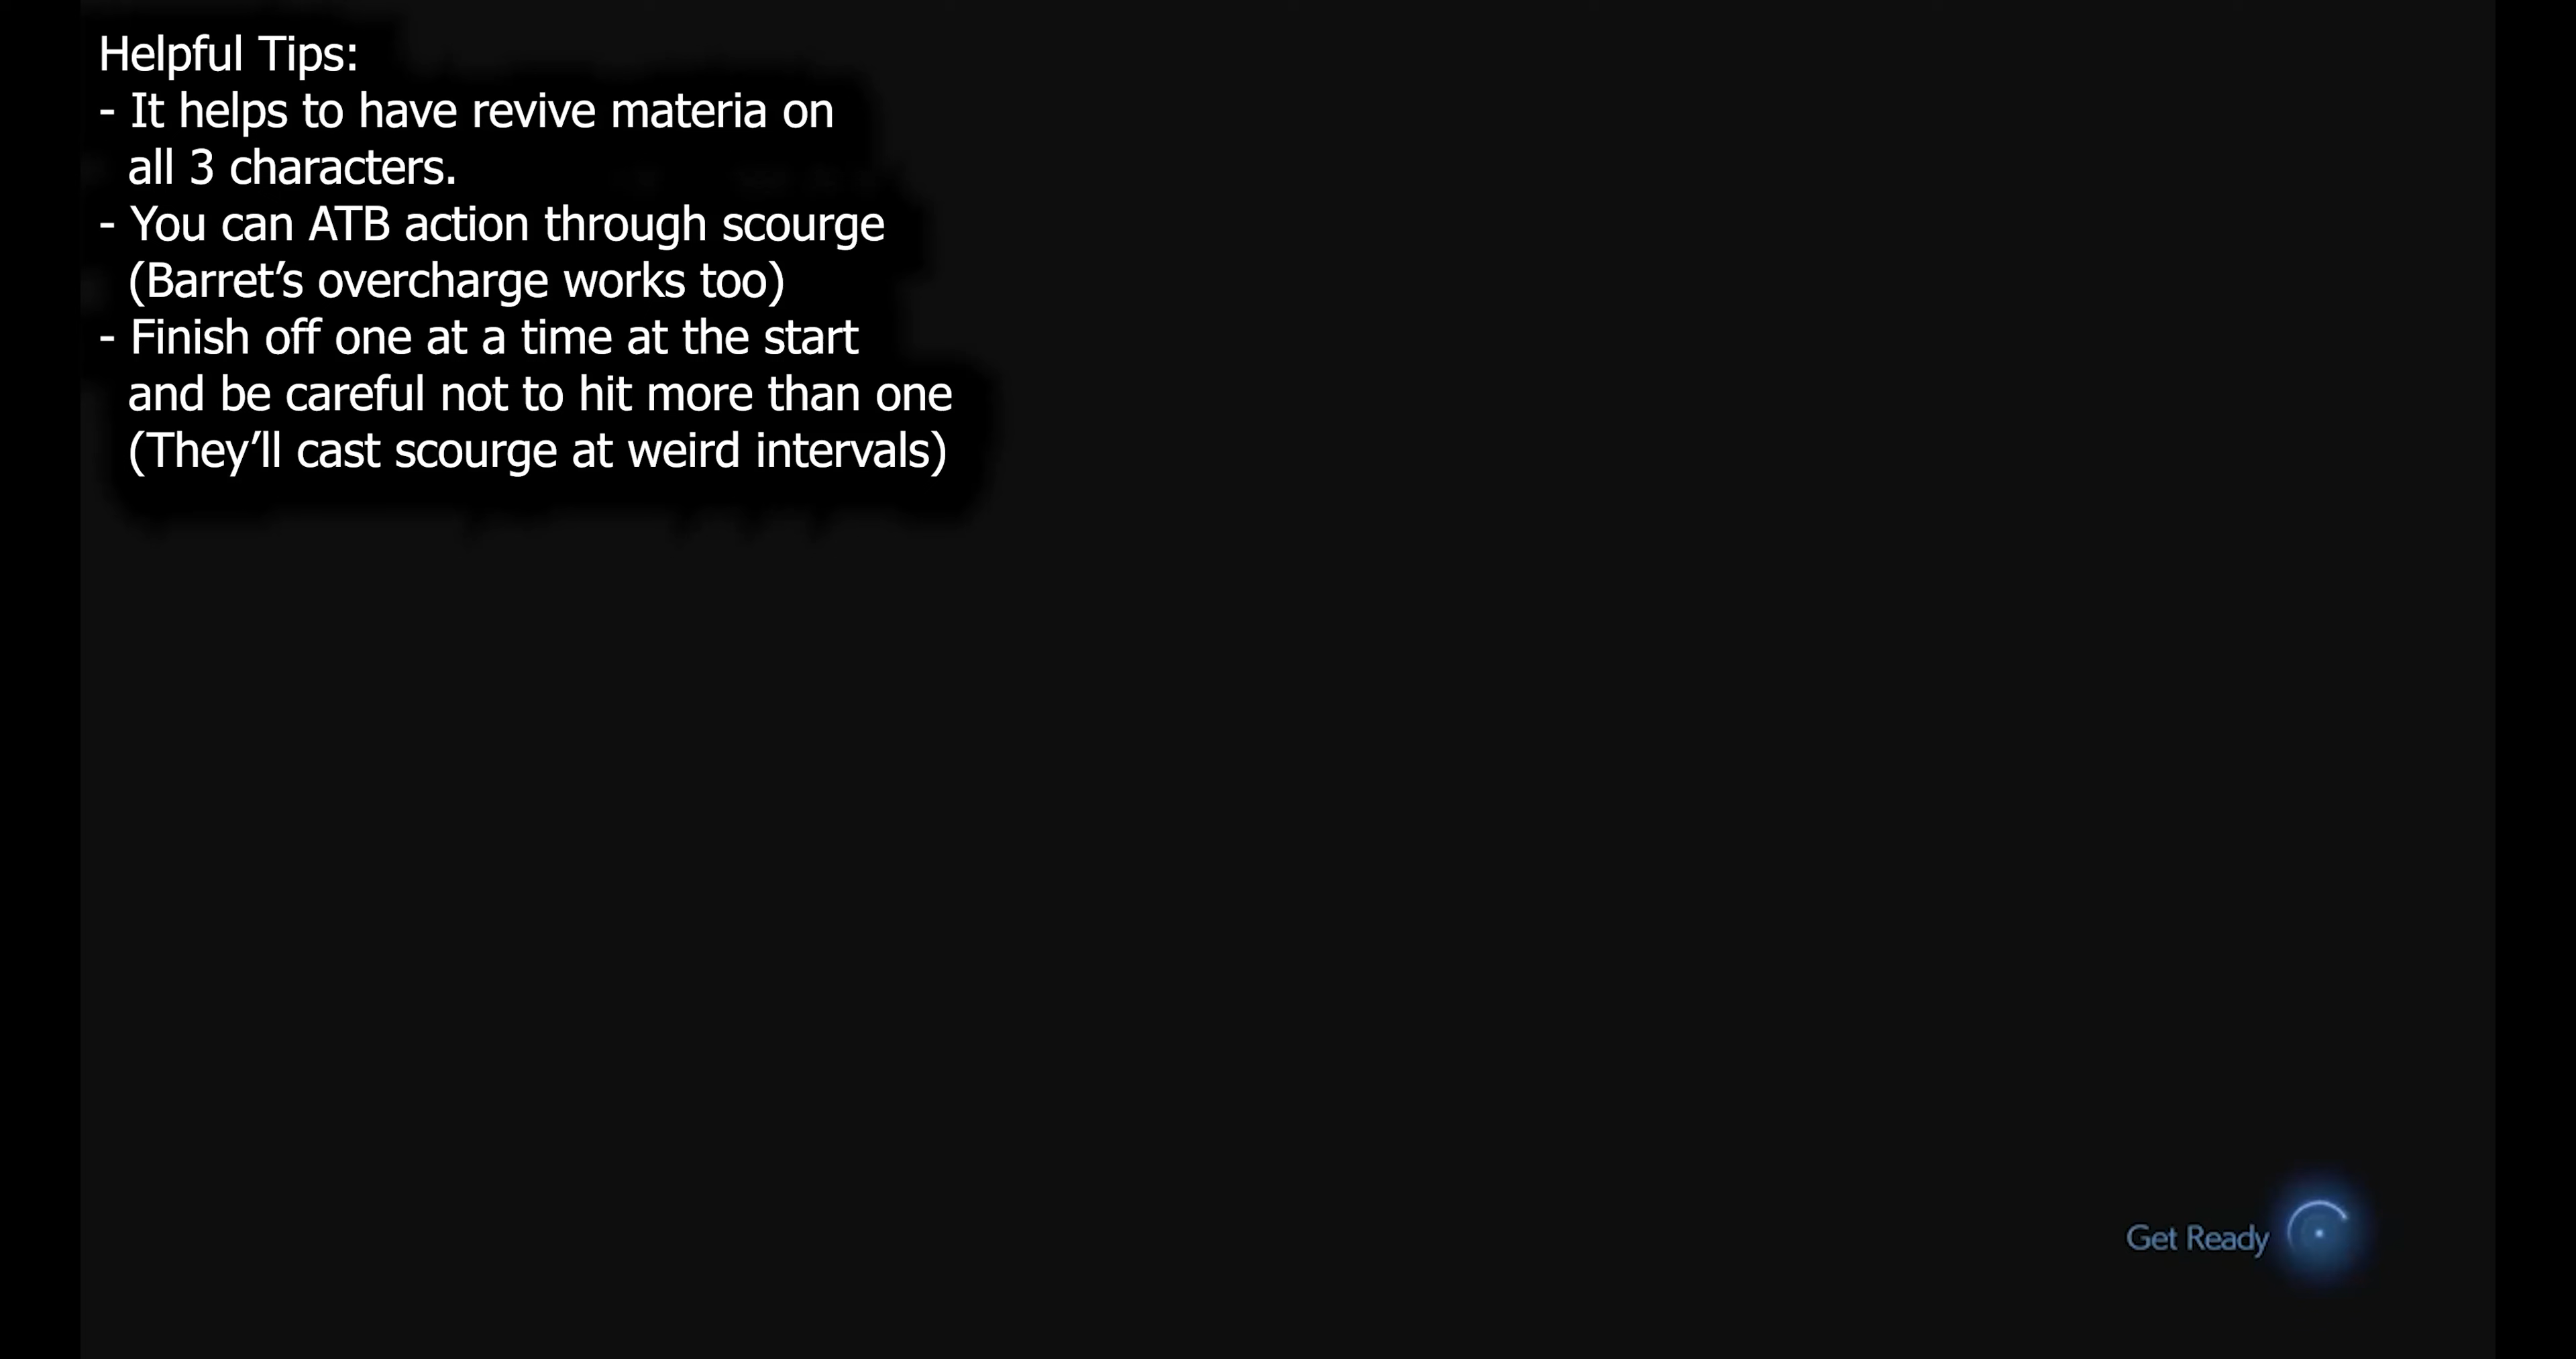 Helpful Tips:
- It helps to have revive materia on
all 3 characters.
- You can ATB action through scourge
(Barret’s overcharge works too)
- Finish off one at a time at the start
and be careful not to hit more than one
(They’ll cast scourge at weird intervals)
Get Ready